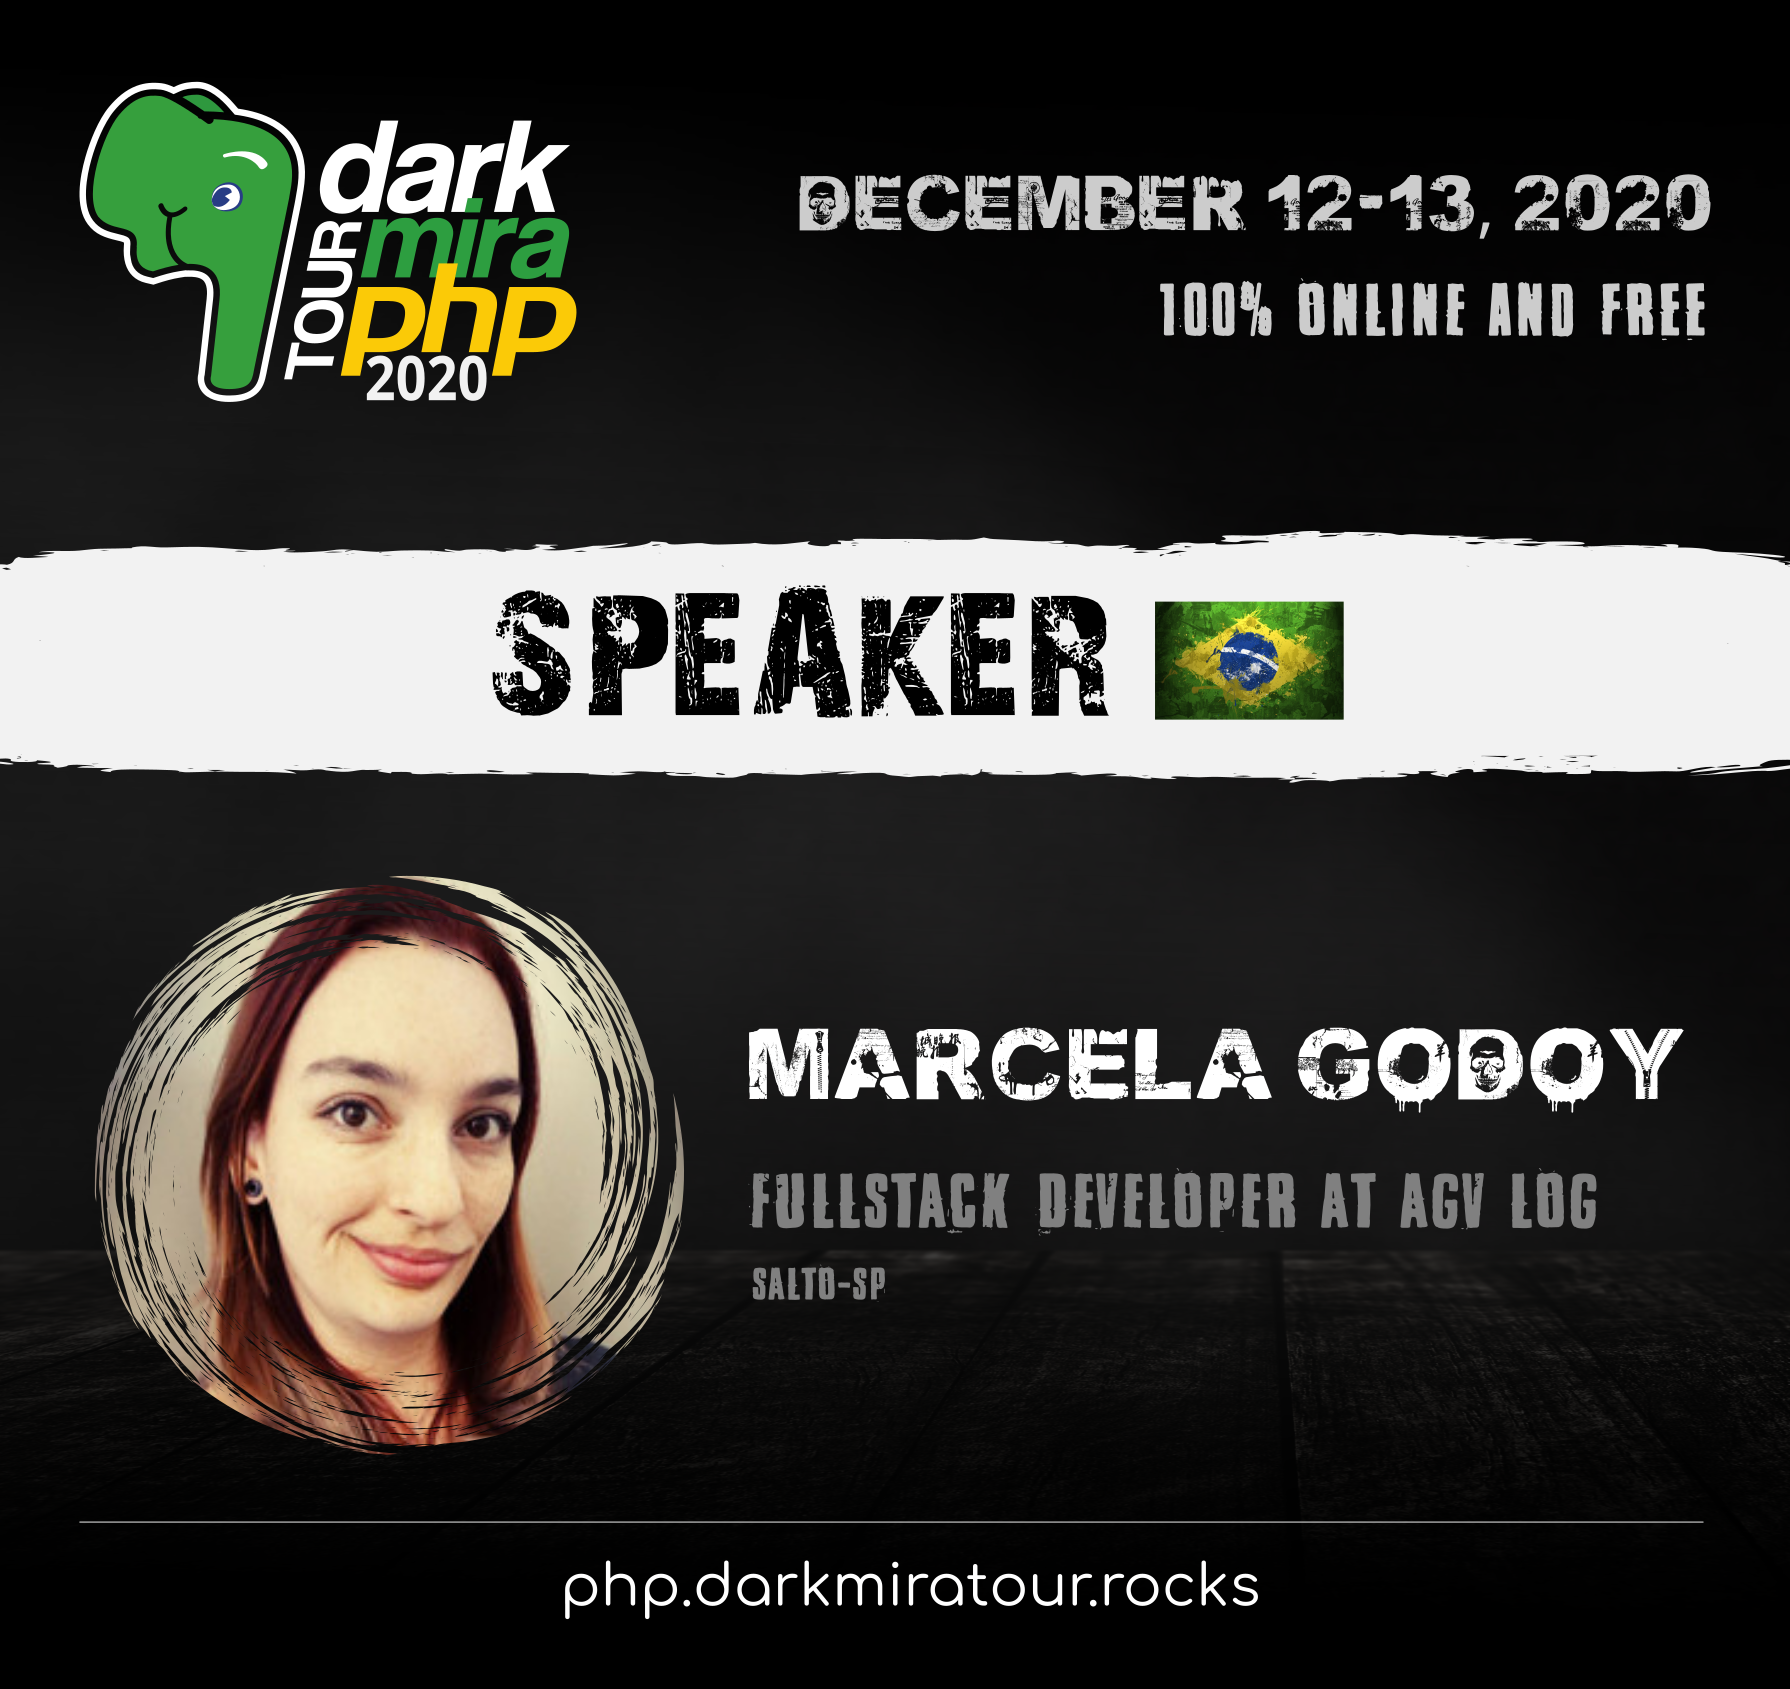 dark
mira
TOUR
php
2020
DECEMBER 12-13, 2020
100% ONLINE AND FREE
SPEAKER
MARCELA GODOY
FULLSTACK DEVELOPER AT AGV LOG
SALTO-SP
php.darkmiratour.rocks